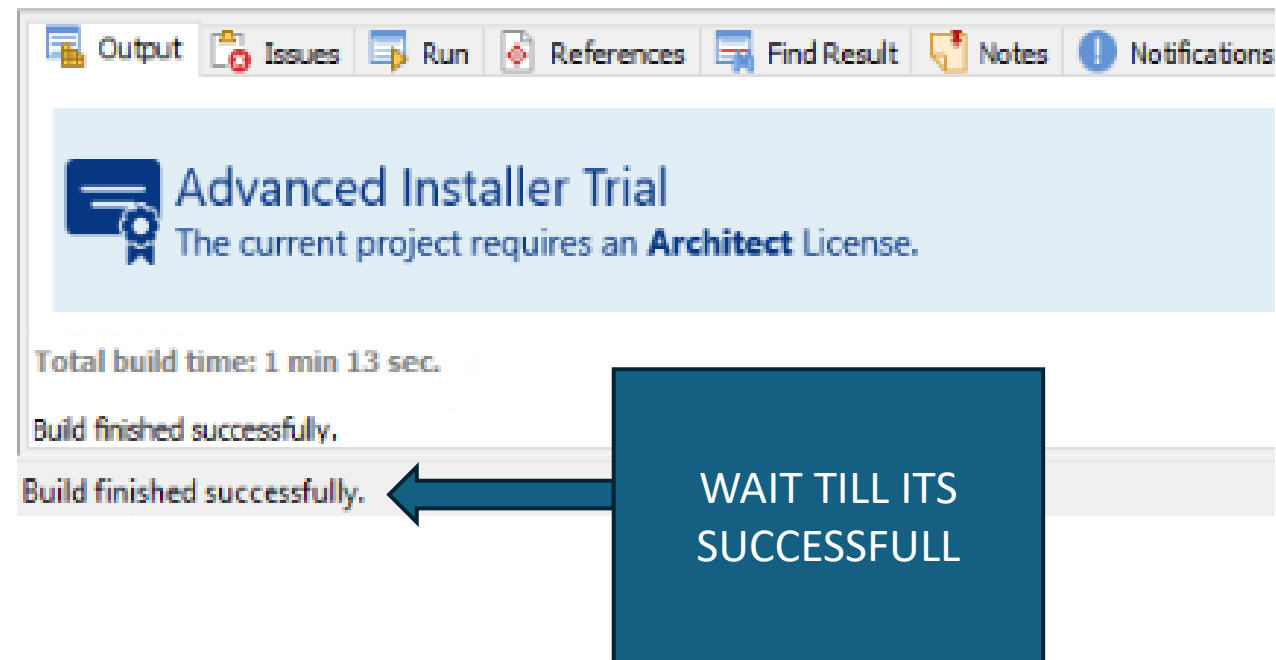 Output Issues Run References Find Result Notes Notifications
Advanced Installer Trial
The current project requires an Architect License.
Total build time: 1 min 13 sec.
Build finished successfully.
Build finished successfully.
WAIT TILL ITS
SUCCESSFULL